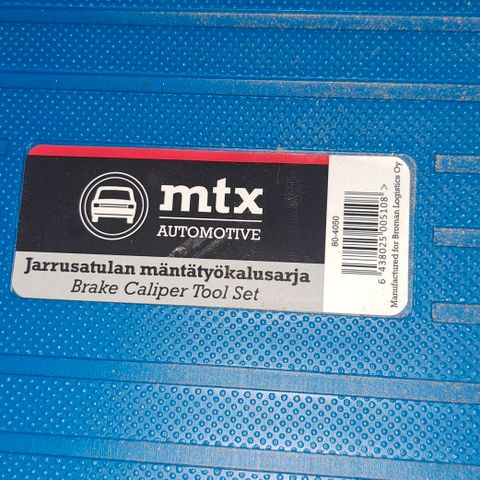 mtx
AUTOMOTIVE
Jarrusatulan mäntätyökalusarja
Brake Caliper Tool Set
80-4050
6 438025 005108 >
Manufactured for Broman Logistics Oy